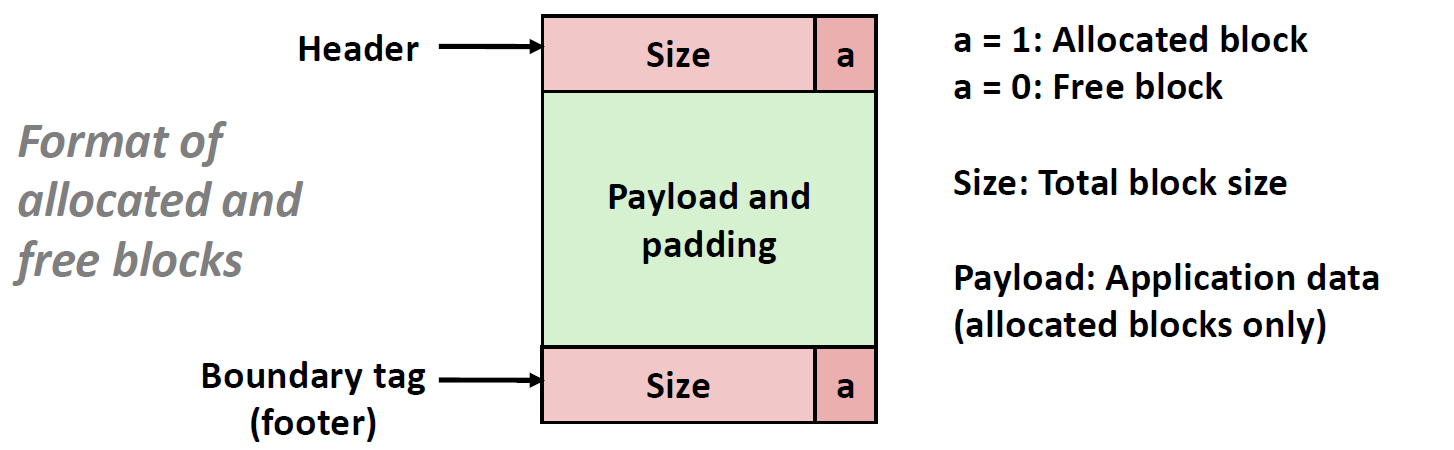 Header
Size a
a = 1: Allocated block
a = 0: Free block
Format of
allocated and
free blocks
Payload and
padding
Size: Total block size
Payload: Application data
(allocated blocks only)
Boundary tag
(footer)
Size a